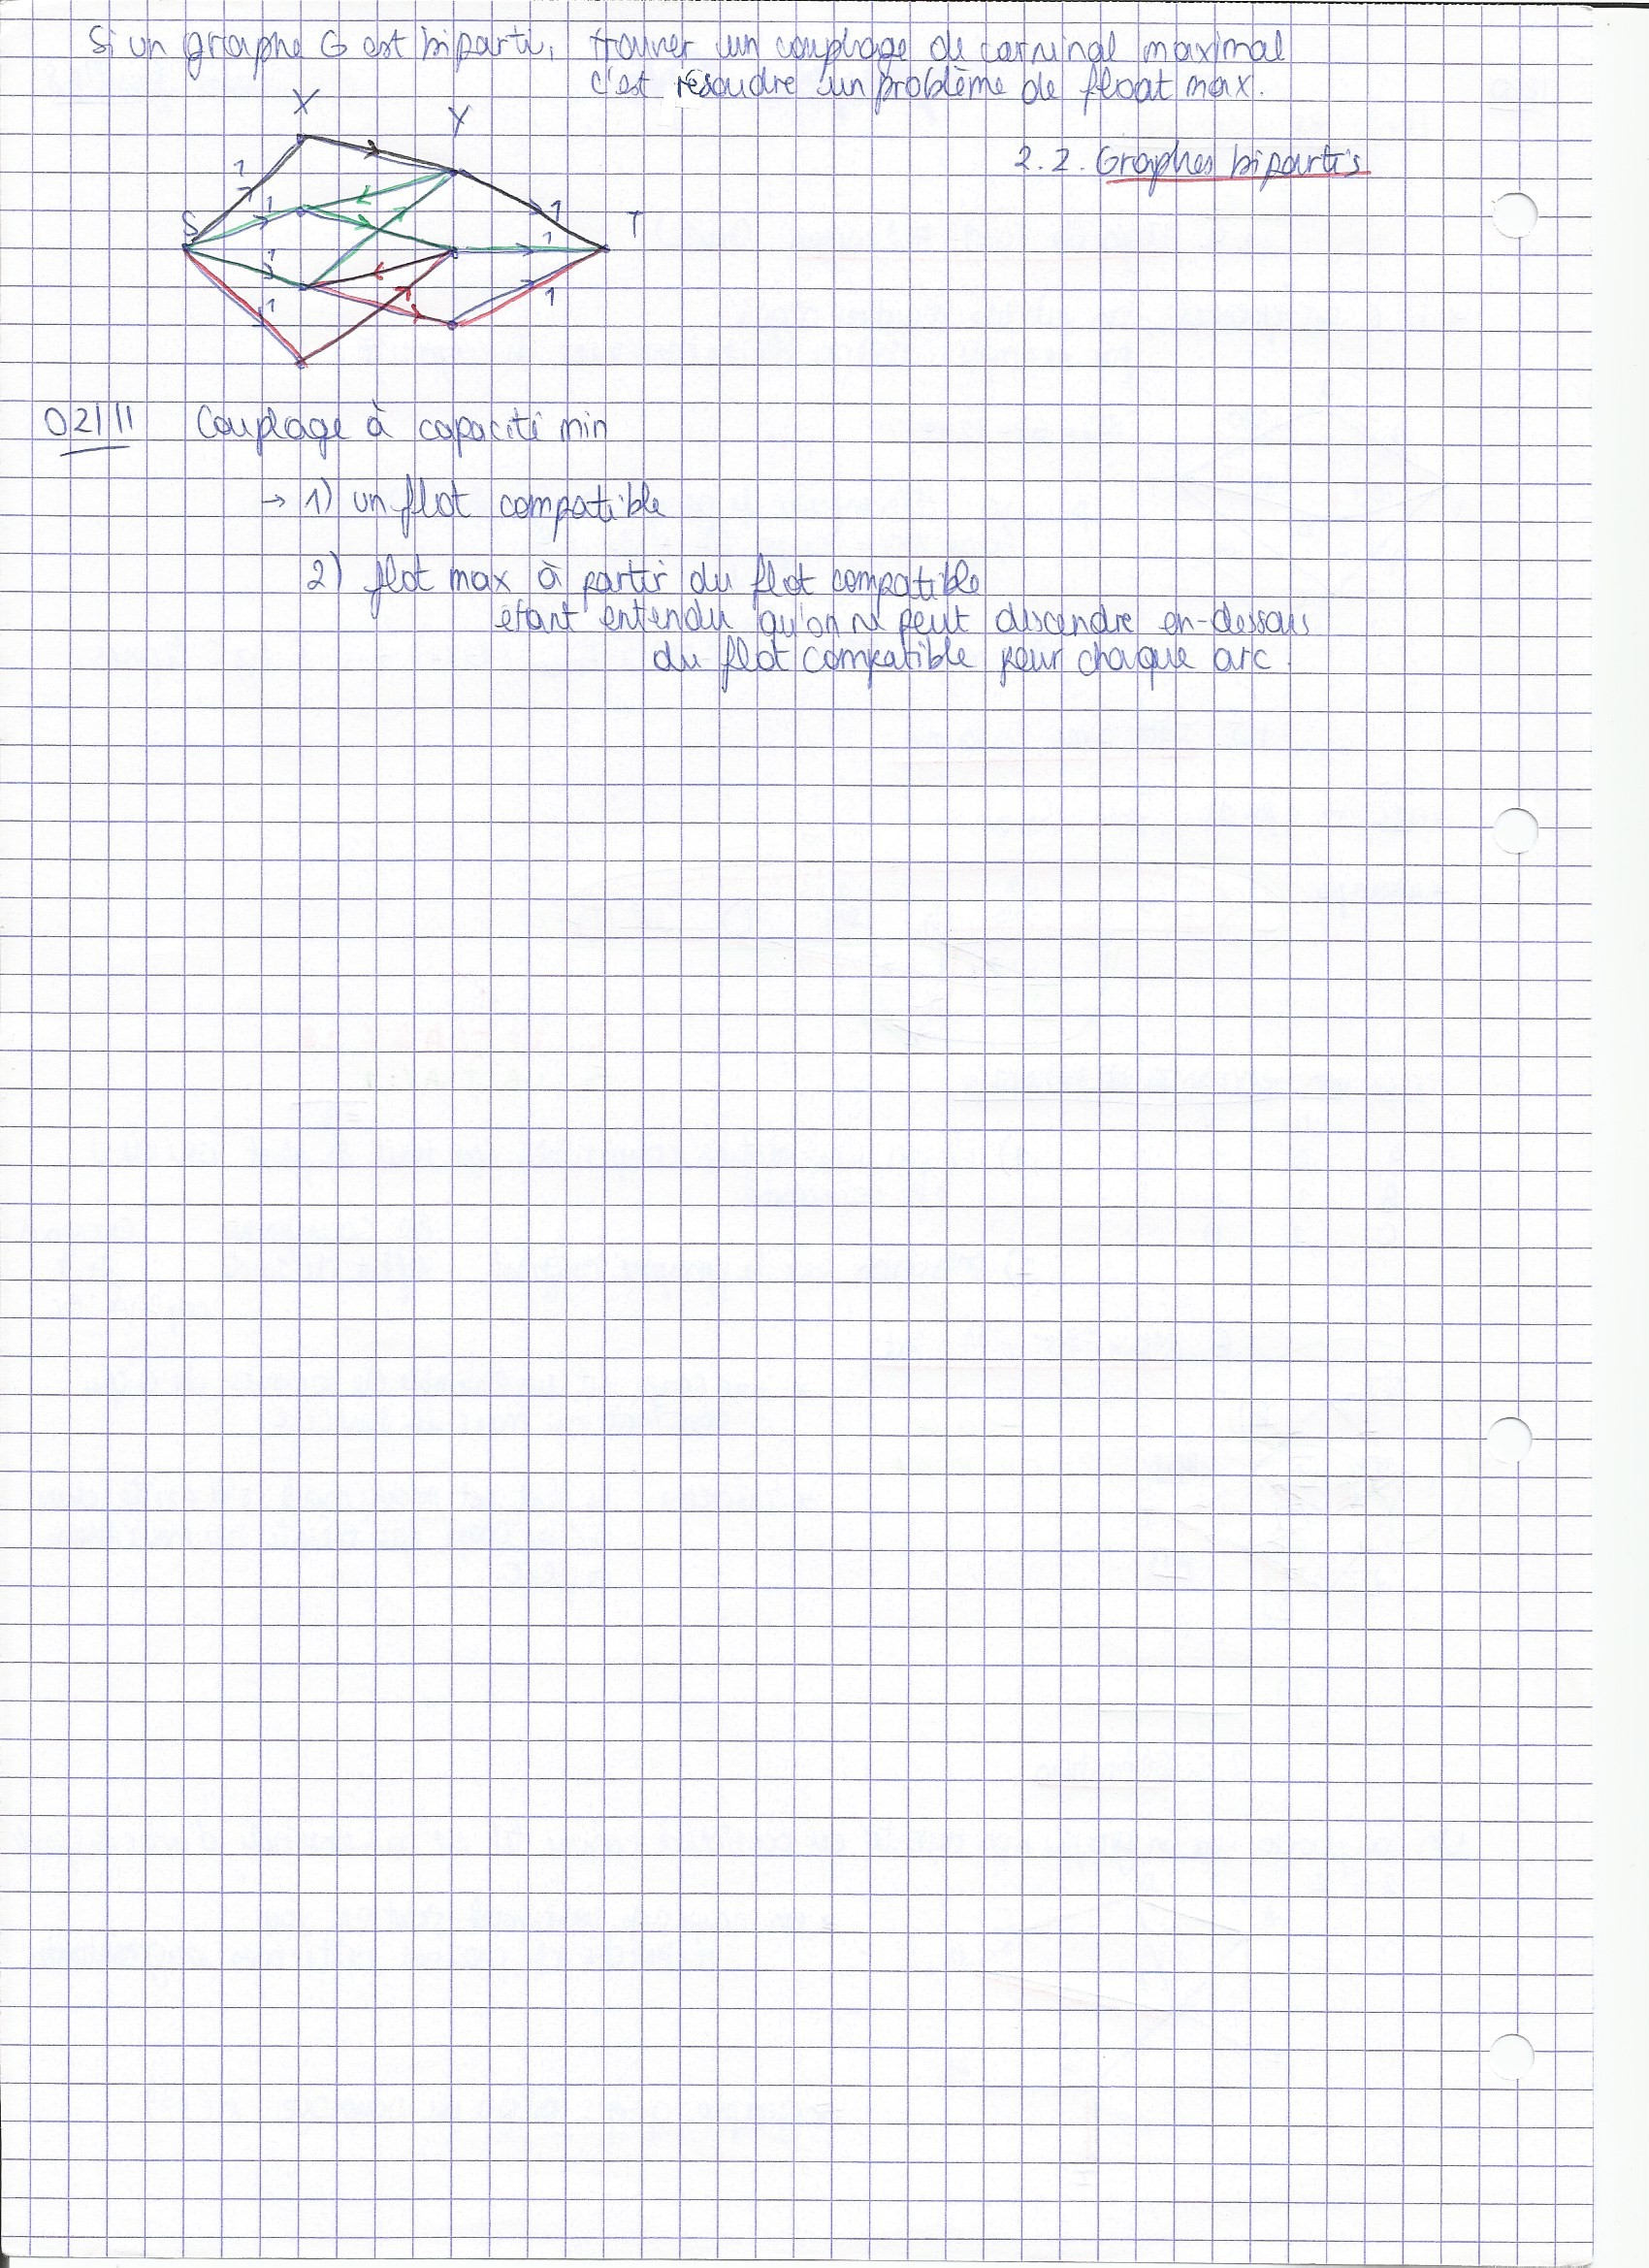 Si un graphe G est biparti, trouver un couplage de carninal maximal
c'est résoudre un problème de float max.
2.2. Graphes bipartis
X
Y
S
T
1
1
1
1
1
1
1
02/11 Couplage à capacité min
→ 1) un flot compatible
2) flot max à partir du flot compatible
étant entendu qu'on ne peut descendre en-dessous
du flot compatible pour chaque arc.